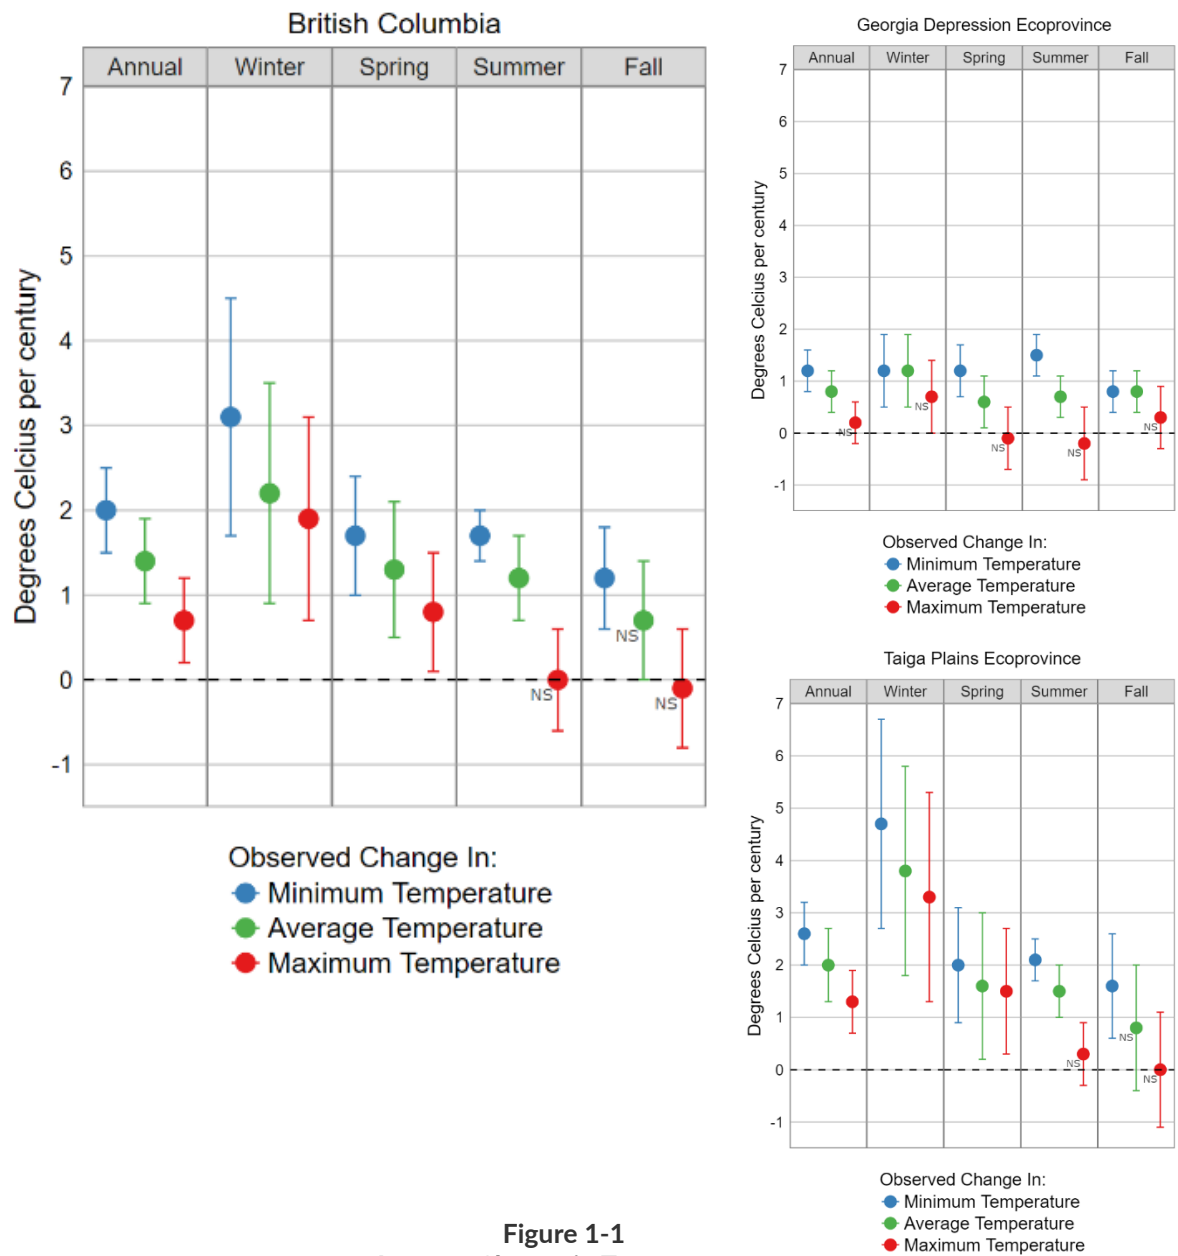 British Columbia
Annual Winter Spring Summer Fall
7
6
5
4
3
2
1
0
-1
Degrees Celcius per century
NS
NS
NS
Observed Change In:
Minimum Temperature
Average Temperature
Maximum Temperature
Georgia Depression Ecoprovince
Annual Winter Spring Summer Fall
7
6
5
4
3
2
1
0
-1
Degrees Celcius per century
NS
NS
NS
NS
NS
Observed Change In:
Minimum Temperature
Average Temperature
Maximum Temperature
Taiga Plains Ecoprovince
Annual Winter Spring Summer Fall
7
6
5
4
3
2
1
0
-1
Degrees Celcius per century
NS
NS
NS
Observed Change In:
Minimum Temperature
Average Temperature
Maximum Temperature
Figure 1-1